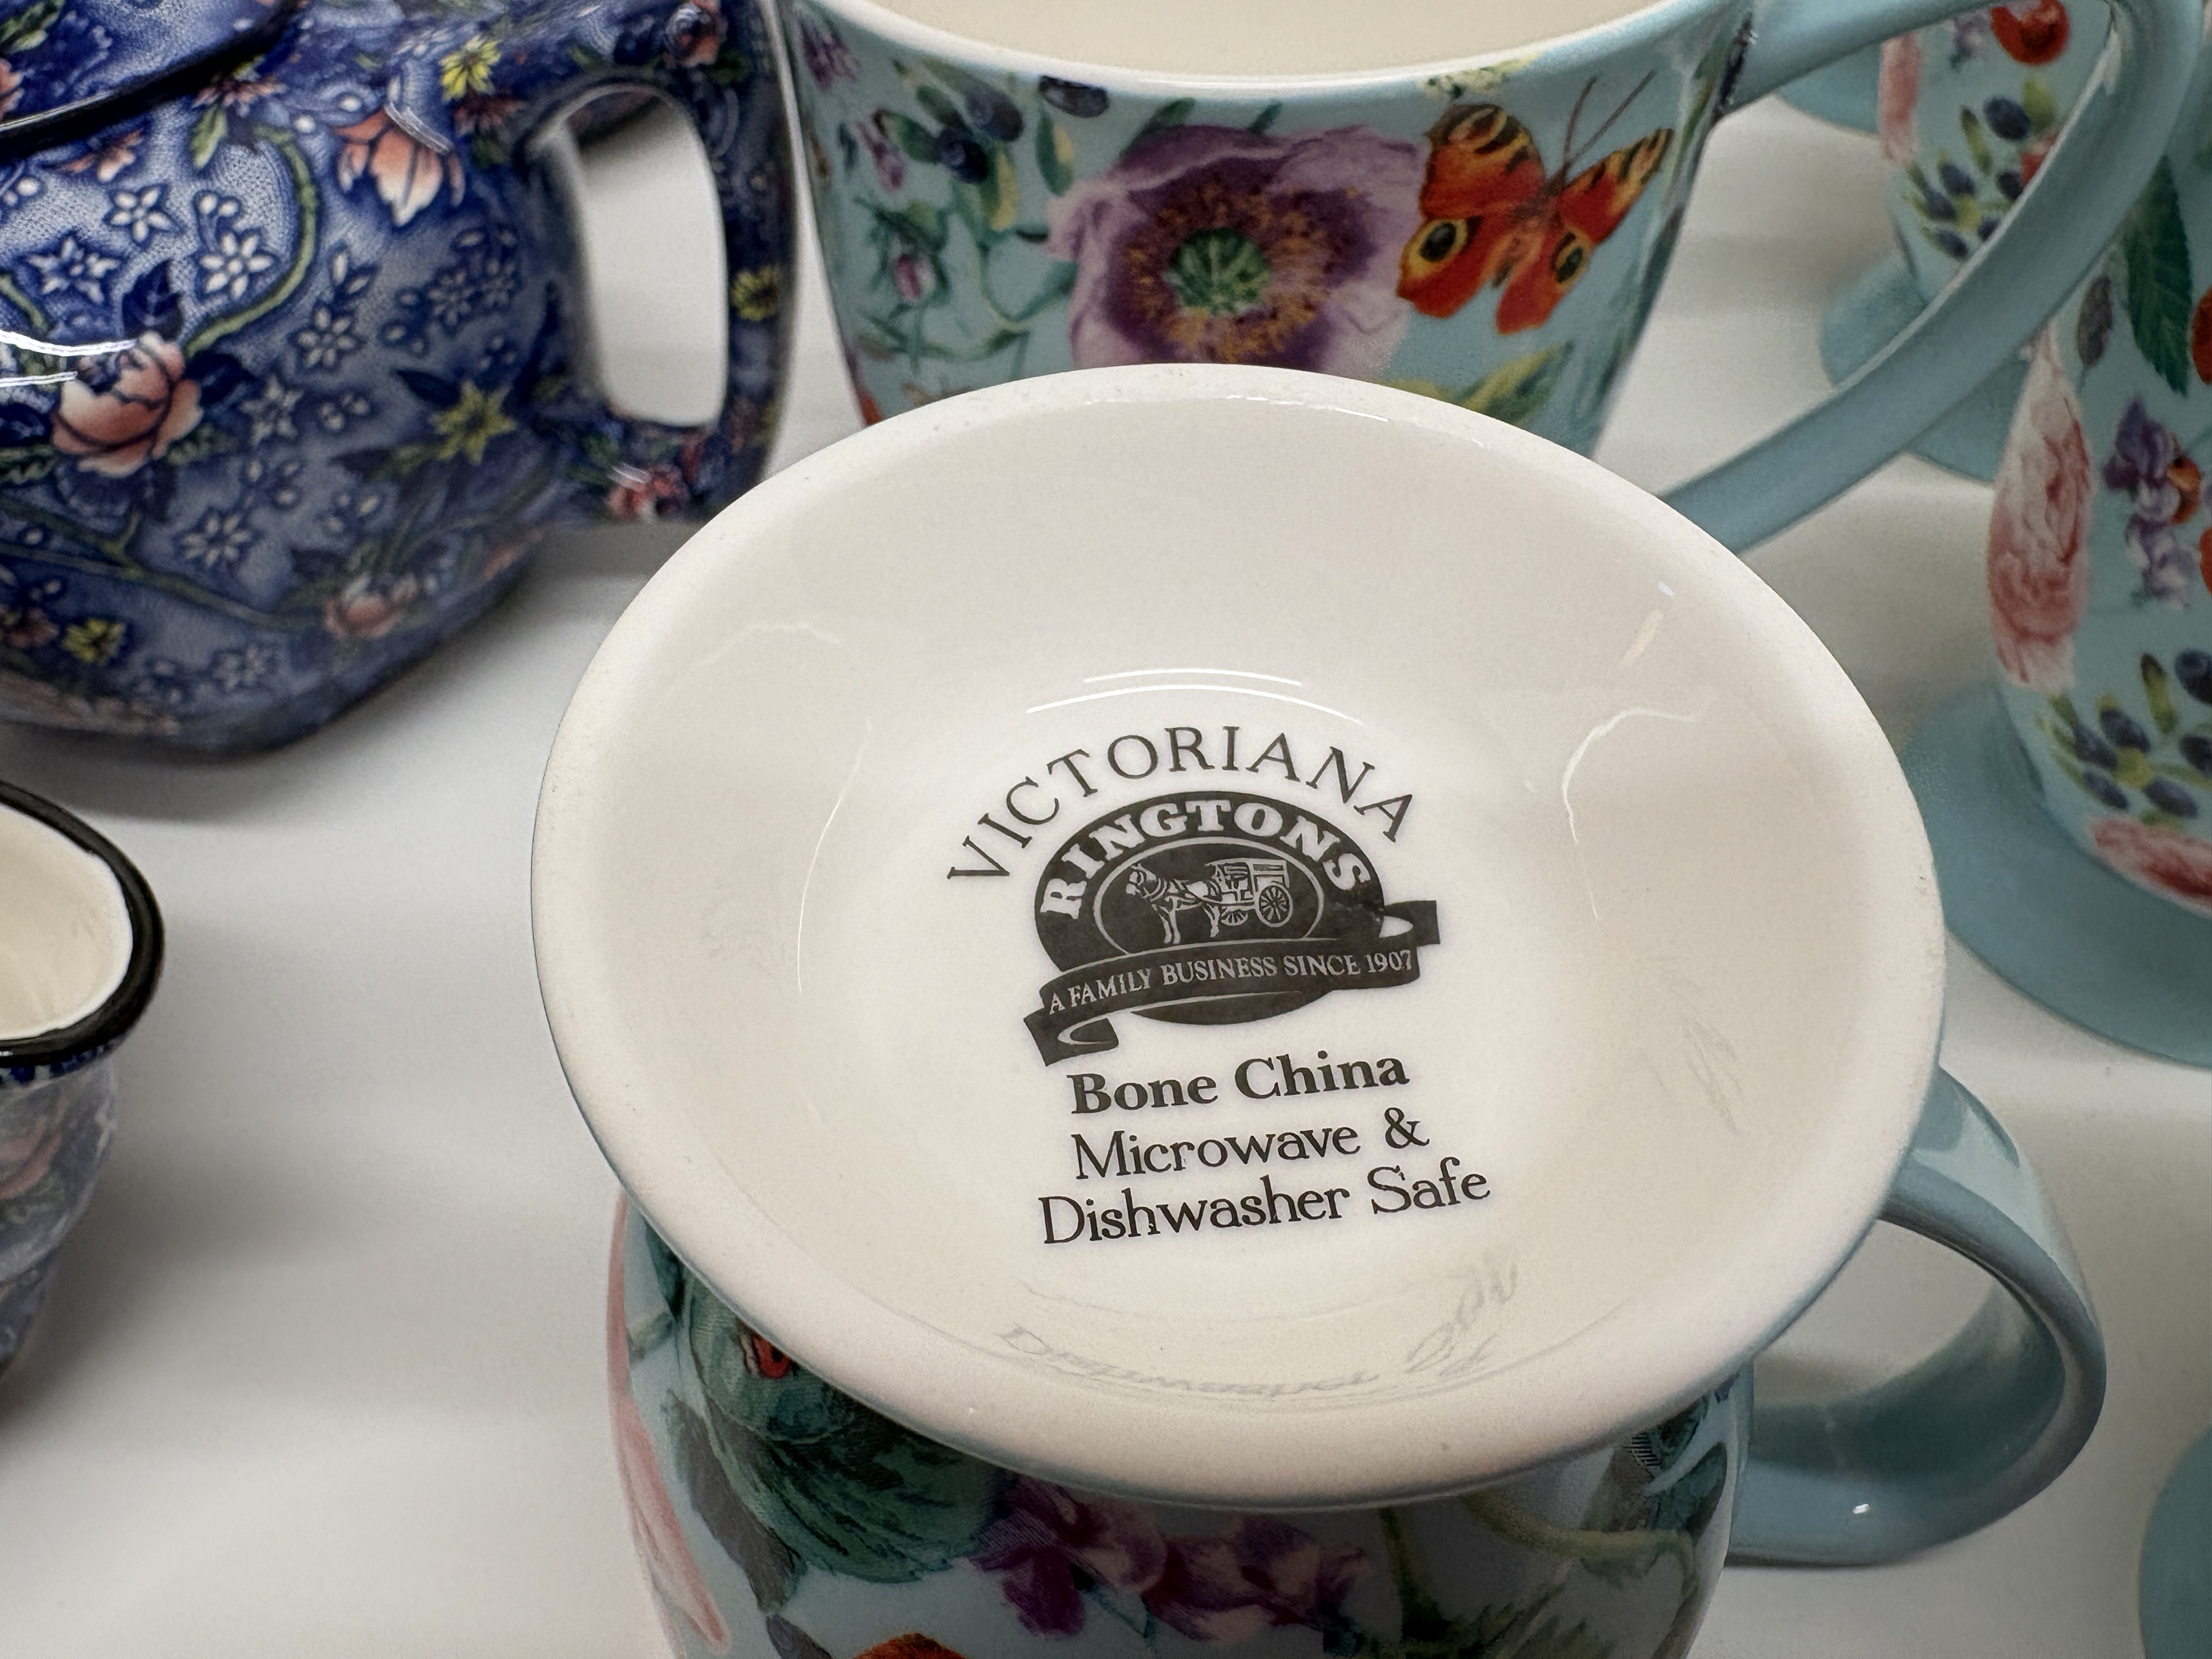 VICTORIANA
RINGTONS
A FAMILY BUSINESS SINCE 1907
Bone China
Microwave &
Dishwasher Safe